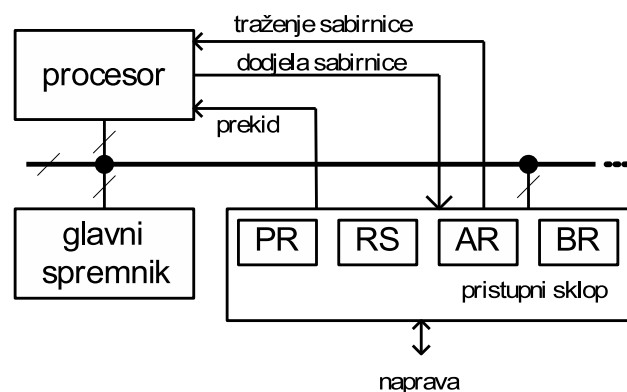 traženje sabirnice
procesor
dodjela sabirnice
prekid
glavni
spremnik
PR
RS
AR
BR
pristupni sklop
naprava